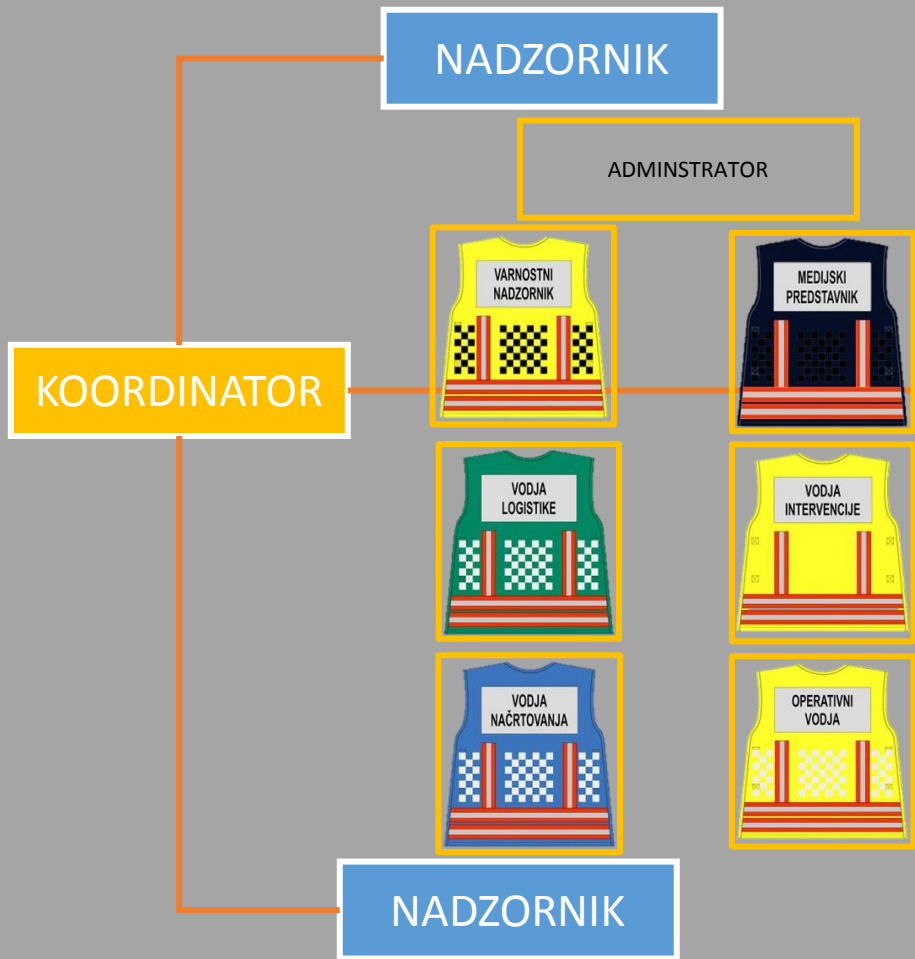 NADZORNIK
ADMINSTRATOR
VARNOSTNI
NADZORNIK
MEDIJSKI
PREDSTAVNIK
KOORDINATOR
VODJA
LOGISTIKE
VODJA
INTERVENCIJE
VODJA
NAČRTOVANJA
OPERATIVNI
VODJA
NADZORNIK